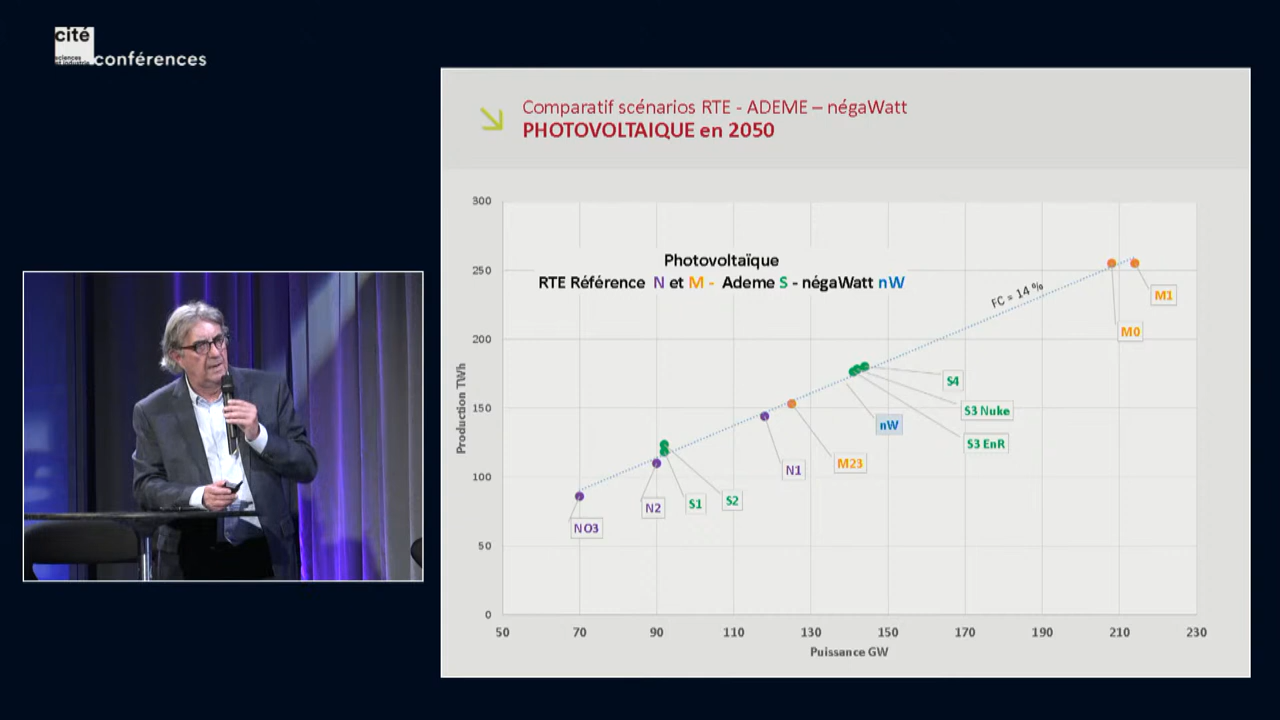 cité
sciences
et industrie
conférences
Comparatif scénarios RTE - ADEME – négaWatt
PHOTOVOLTAIQUE en 2050
Photovoltaïque
RTE Référence N et M - Ademe S - négaWatt nW
Production TWh
300
250
200
150
100
50
0
FC = 14 %
M1
M0
S4
S3 Nuke
nW
S3 EnR
M23
N1
S2
S1
N2
NO3
50 70 90 110 130 150 170 190 210 230
Puissance GW